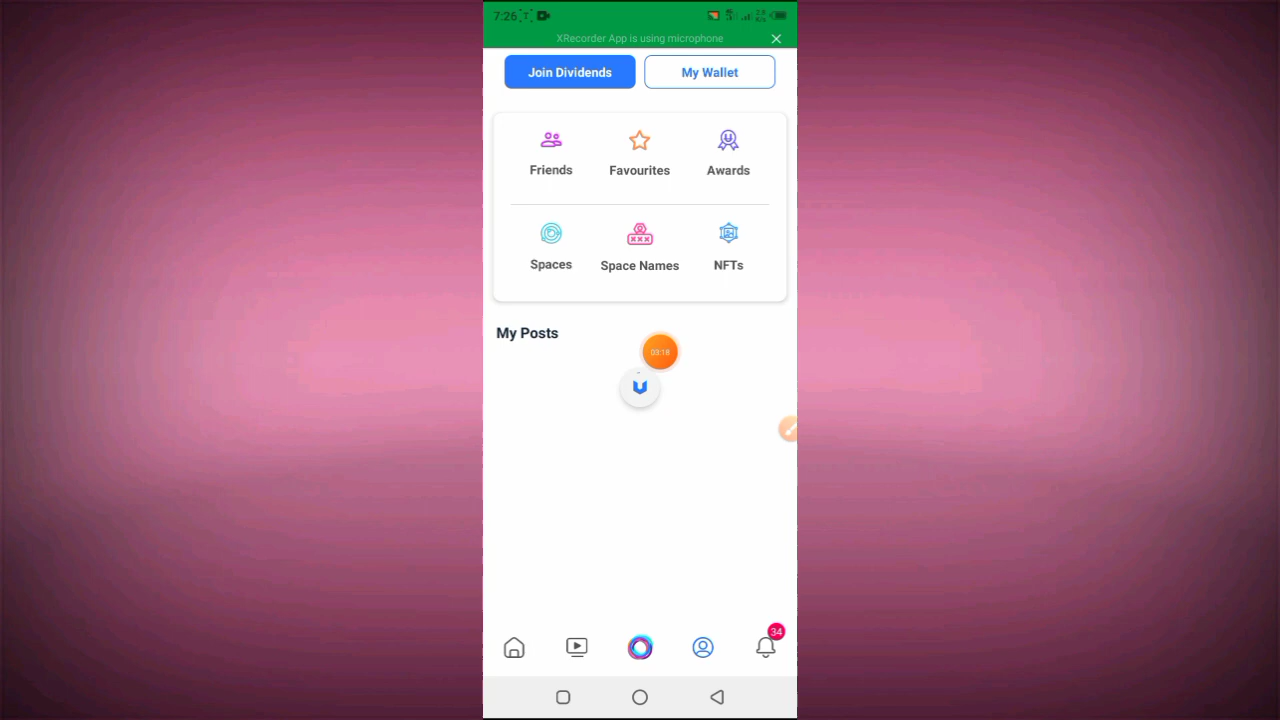 7:26
XRecorder App is using microphone
Join Dividends
My Wallet
Friends
Favourites
Awards
Spaces
Space Names
NFTs
My Posts
03:18
34